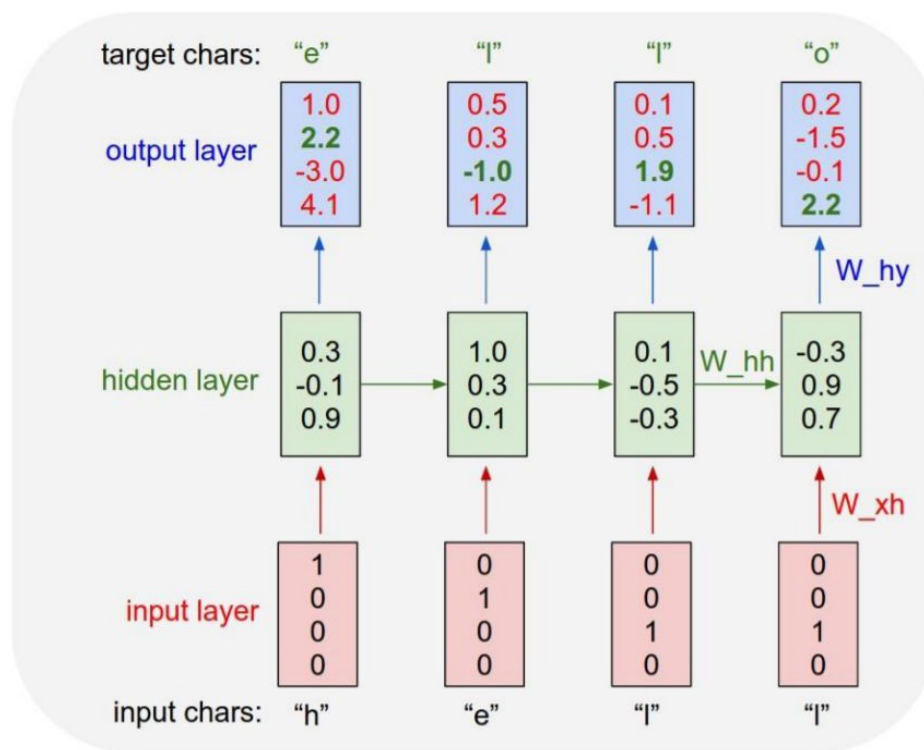 target chars: “e” “l” “l” “o”
output layer
1.0 0.5 0.1 0.2
2.2 0.3 0.5 -1.5
-3.0 -1.0 1.9 -0.1
4.1 1.2 -1.1 2.2
W_hy
hidden layer
0.3 1.0 0.1 -0.3
-0.1 0.3 -0.5 0.9
0.9 0.1 -0.3 0.7
W_hh
W_xh
input layer
1 0 0 0
0 1 0 0
0 0 1 1
0 0 0 0
input chars: “h” “e” “l” “l”